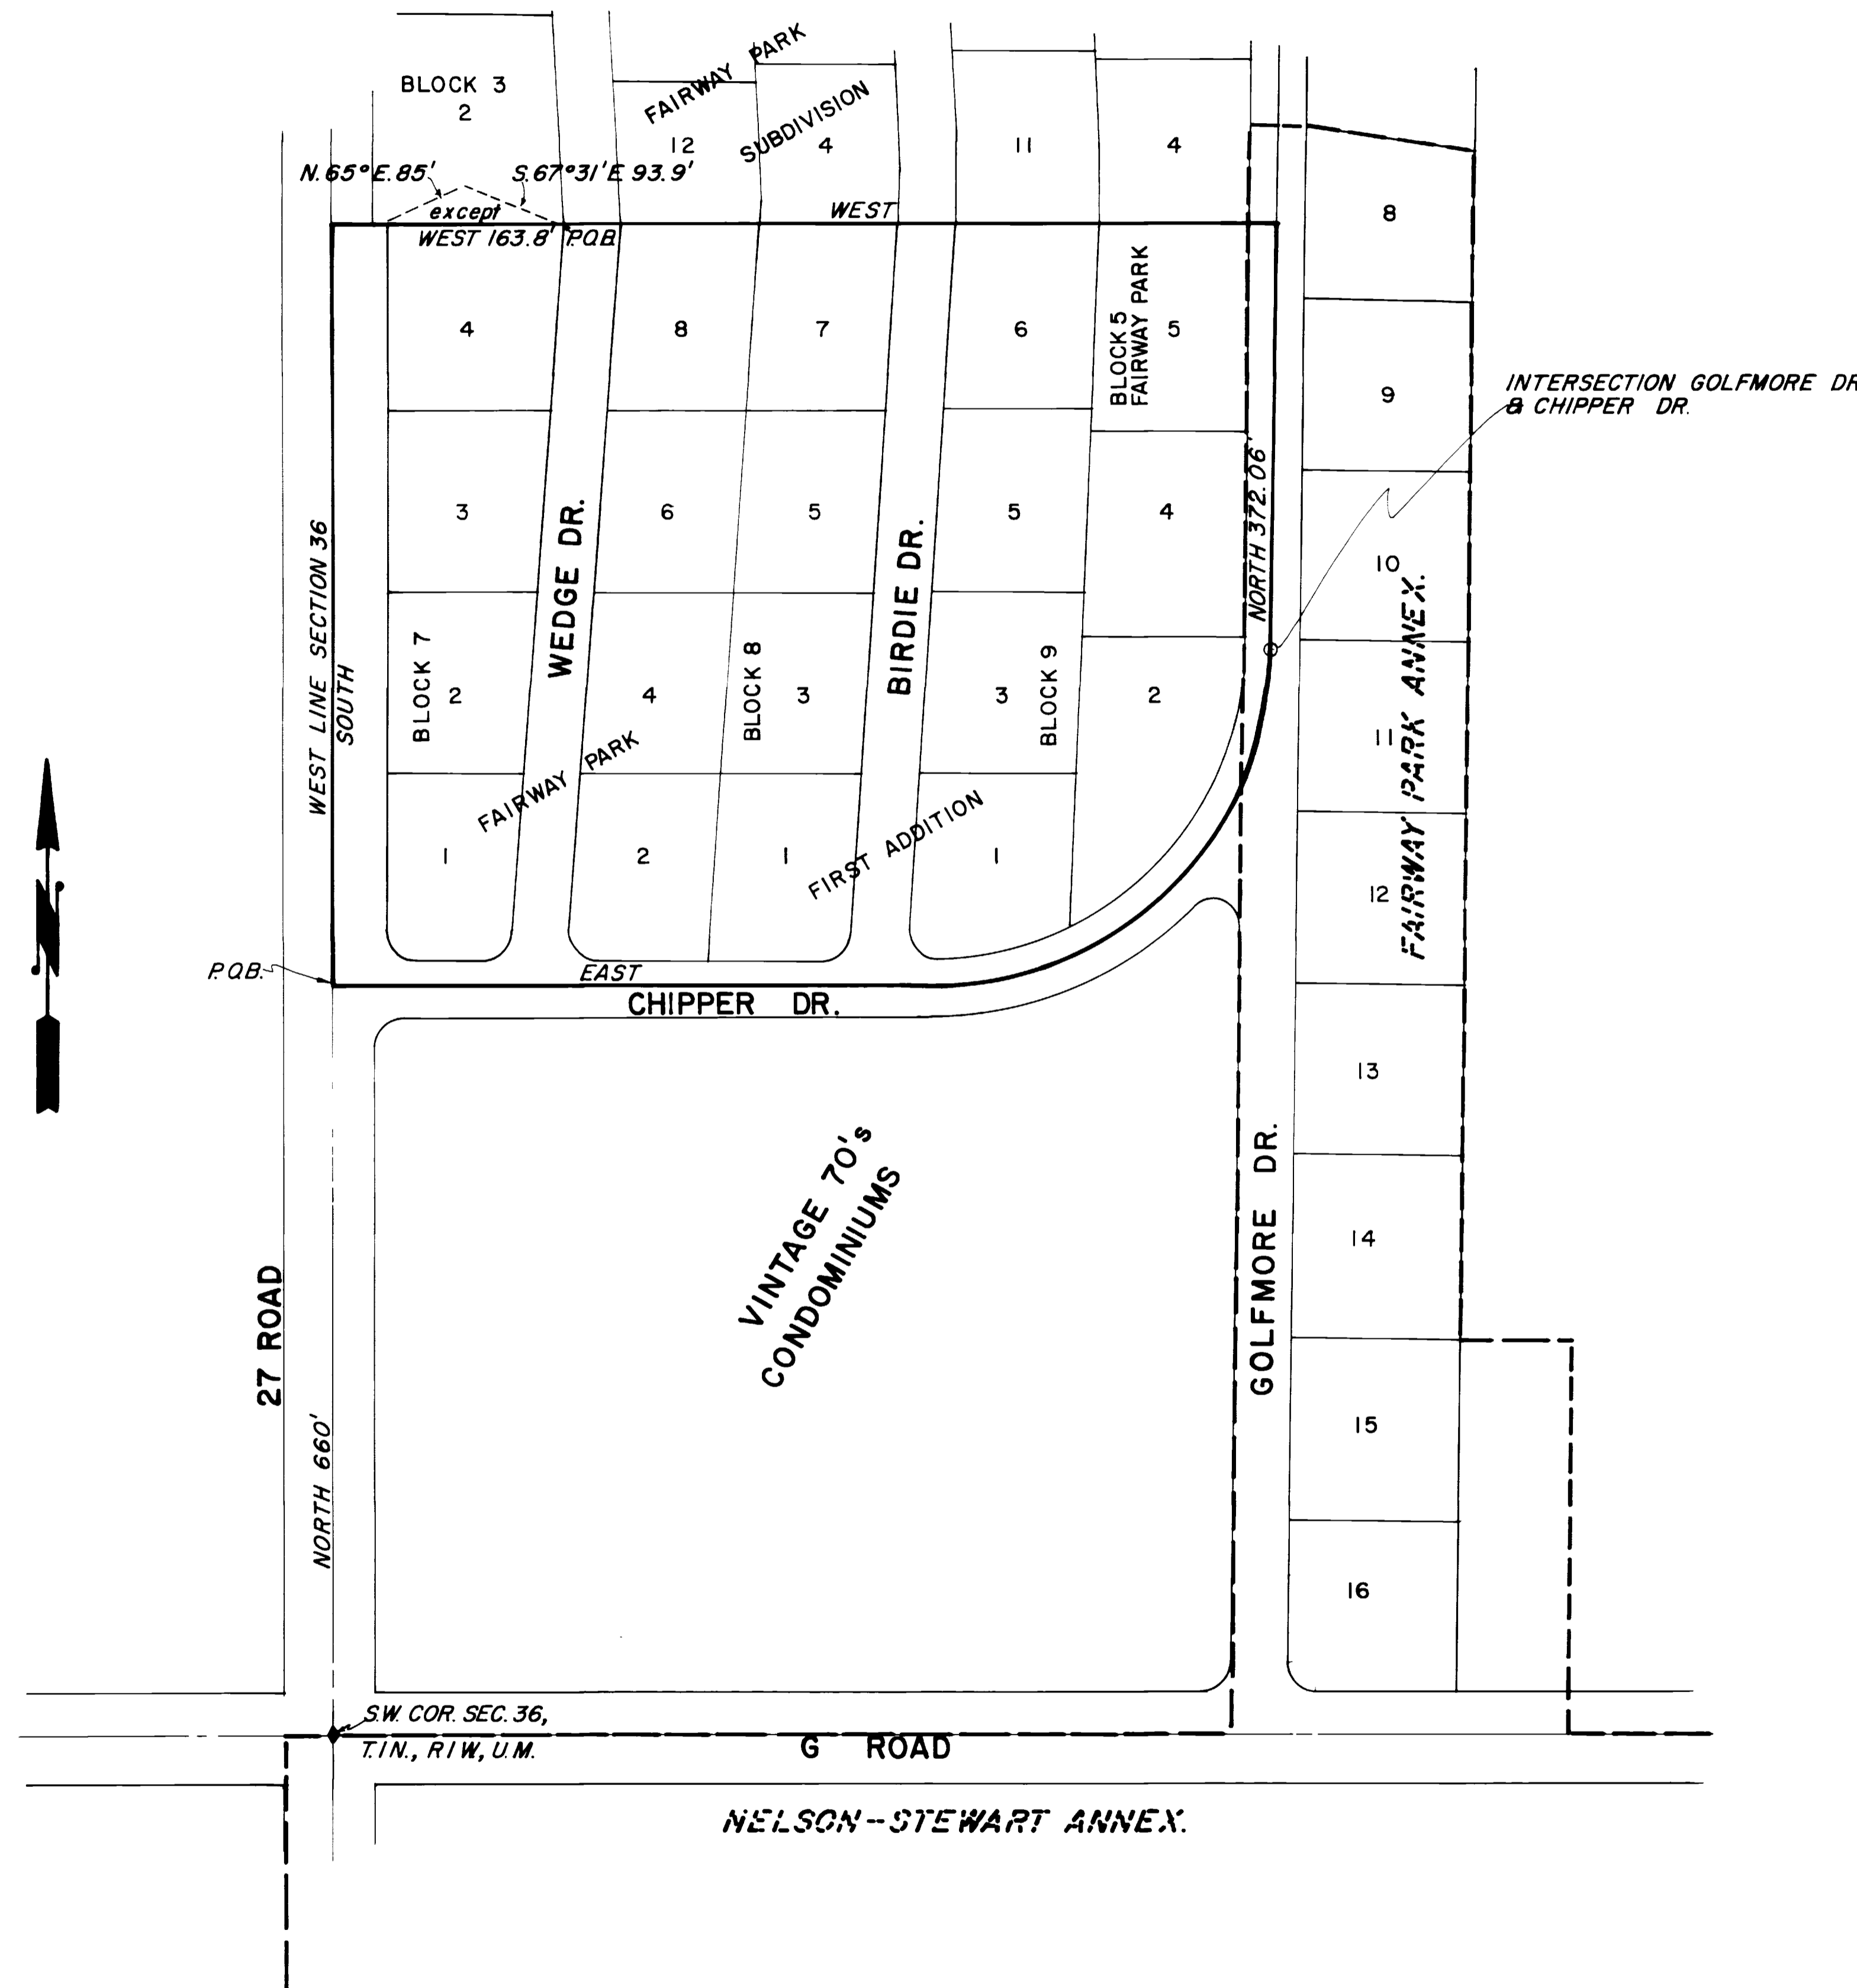 BLOCK 3
2
FAIRWAY PARK
SUBDIVISION
12
4
11
4
N. 65° E. 85'
S. 67° 31' E 93.9'
except
WEST
WEST 163.8' P.O.B.
8
4
8
7
6
BLOCK 5
FAIRWAY PARK
5
9
INTERSECTION GOLFMORE DR
& CHIPPER DR.
NORTH 372.06'
3
6
5
5
4
10
WEST LINE SECTION 36
SOUTH
WEDGE DR.
BIRDIE DR.
BLOCK 7
2
4
BLOCK 8
3
3
BLOCK 9
2
11
FAIRWAY PARK ANNEX.
FAIRWAY PARK
FIRST ADDITION
1
2
1
1
12
P.O.B.
EAST
CHIPPER DR.
13
VINTAGE 70's
CONDOMINIUMS
GOLFMORE DR.
14
27 ROAD
NORTH 660'
15
16
S.W. COR. SEC. 36,
T.1N., R1W, U.M.
G ROAD
NELSON--STEWART ANNEX.
N